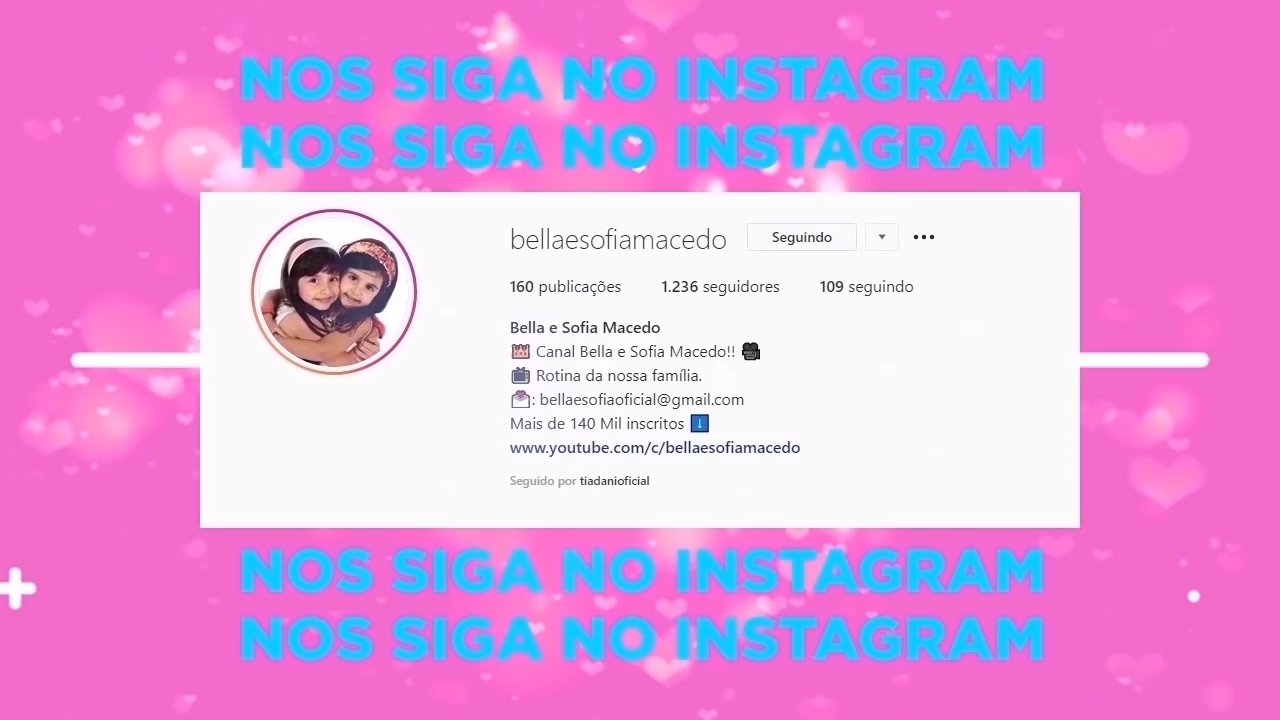 NOS SIGA NO INSTAGRAM
NOS SIGA NO INSTAGRAM
bellaesofiamacedo Seguindo
160 publicações 1.236 seguidores 109 seguindo
Bella e Sofia Macedo
Canal Bella e Sofia Macedo!!
Rotina da nossa família.
: bellaesofiaoficial@gmail.com
Mais de 140 Mil inscritos
www.youtube.com/c/bellaesofiamacedo
Seguido por tiadanioficial
NOS SIGA NO INSTAGRAM
NOS SIGA NO INSTAGRAM